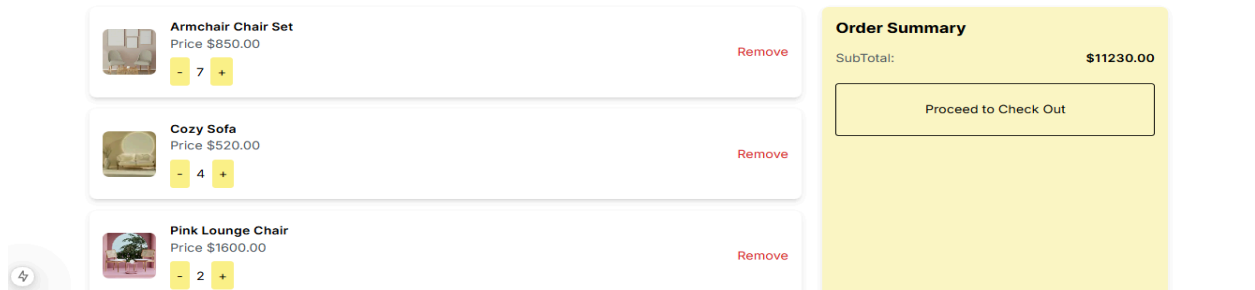 Armchair Chair Set
Price $850.00
- 7 +
Remove
Cozy Sofa
Price $520.00
- 4 +
Remove
Pink Lounge Chair
Price $1600.00
- 2 +
Remove
Order Summary
SubTotal: $11230.00
Proceed to Check Out